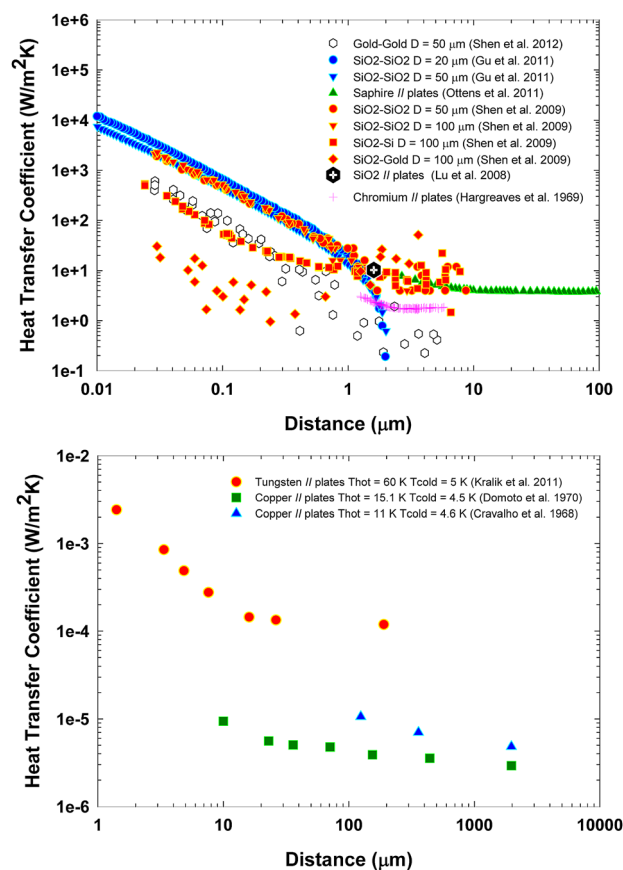 1e+6
1e+5
1e+4
1e+3
1e+2
1e+1
1e+0
1e-1
Heat Transfer Coefficient (W/m²K)
Gold-Gold D = 50 μm (Shen et al. 2012)
SiO2-SiO2 D = 20 μm (Gu et al. 2011)
SiO2-SiO2 D = 50 μm (Gu et al. 2011)
Saphire // plates (Ottens et al. 2011)
SiO2-SiO2 D = 50 μm (Shen et al. 2009)
SiO2-SiO2 D = 100 μm (Shen et al. 2009)
SiO2-Si D = 100 μm (Shen et al. 2009)
SiO2-Gold D = 100 μm (Shen et al. 2009)
SiO2 // plates (Lu et al. 2008)
Chromium // plates (Hargreaves et al. 1969)
0.01 0.1 1 10 100
Distance (μm)
1e-2
1e-3
1e-4
1e-5
1e-6
Heat Transfer Coefficient (W/m²K)
Tungsten // plates Thot = 60 K Tcold = 5 K (Kralik et al. 2011)
Copper // plates Thot = 15.1 K Tcold = 4.5 K (Domoto et al. 1970)
Copper // plates Thot = 11 K Tcold = 4.6 K (Cravalho et al. 1968)
1 10 100 1000 10000
Distance (μm)